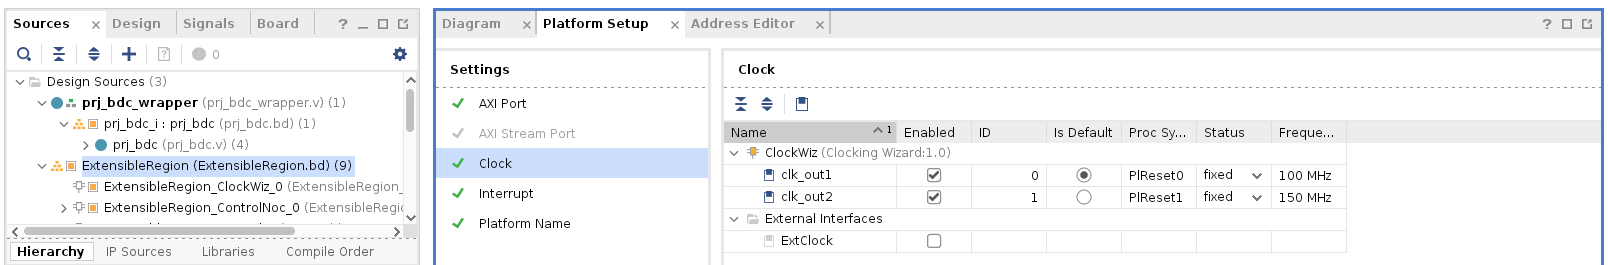 Sources × Design Signals Board ? _ □
0
Design Sources (3)
prj_bdc_wrapper (prj_bdc_wrapper.v) (1)
prj_bdc_i : prj_bdc (prj_bdc.bd) (1)
prj_bdc (prj_bdc.v) (4)
ExtensibleRegion (ExtensibleRegion.bd) (9)
ExtensibleRegion_ClockWiz_0 (ExtensibleRegion_
ExtensibleRegion_ControlNoc_0 (ExtensibleRegic
Hierarchy IP Sources Libraries Compile Order
Diagram × Platform Setup × Address Editor × ?
Settings
AXI Port
AXI Stream Port
Clock
Interrupt
Platform Name
Clock
Name 1 Enabled ID Is Default Proc Sy... Status Freque...
ClockWiz (Clocking Wizard:1.0)
clk_out1 0 PlReset0 fixed 100 MHz
clk_out2 1 PlReset1 fixed 150 MHz
External Interfaces
ExtClock